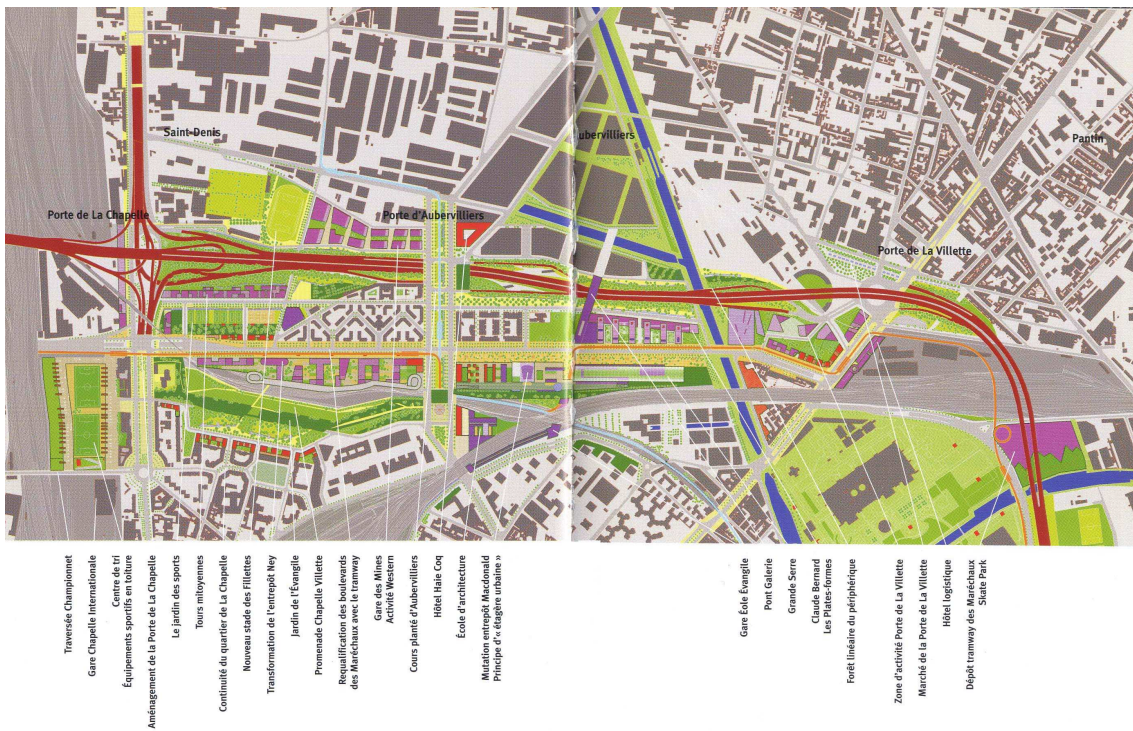 Saint-Denis
Aubervilliers
Pantin
Porte de La Chapelle
Porte d'Aubervilliers
Porte de La Villette
Traversée Championnet
Gare Chapelle Internationale
Centre de tri
Équipements sportifs en toiture
Aménagement de la Porte de La Chapelle
Le jardin des sports
Tours mitoyennes
Continuité du quartier de La Chapelle
Nouveau stade des Fillettes
Transformation de l'entrepôt Ney
Jardin de l'Évangile
Promenade Chapelle Villette
Requalification des boulevards
des Maréchaux avec le tramway
Gare des Mines
Activité Western
Cours planté d'Aubervilliers
Hôtel Haie Coq
École d'architecture
Mutation entrepôt Macdonald
Principe d'« étagère urbaine »
Gare Éole Évangile
Pont Galerie
Grande Serre
Claude Bernard
Les Plates-formes
Forêt linéaire du périphérique
Zone d'activité Porte de La Villette
Marché de la Porte de La Villette
Hôtel logistique
Dépôt tramway des Maréchaux
Skate Park